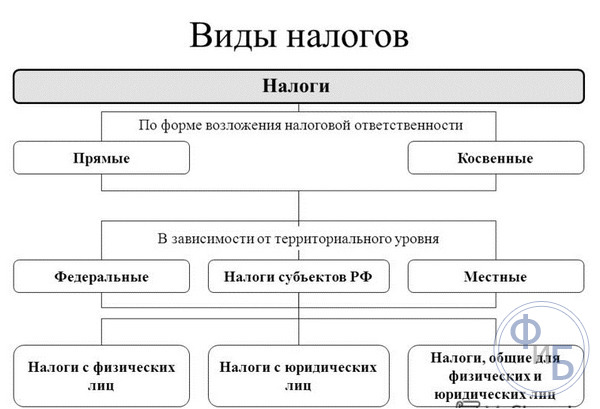 Виды налогов
Налоги
По форме возложения налоговой ответственности
Прямые
Косвенные
В зависимости от территориального уровня
Федеральные
Налоги субъектов РФ
Местные
Налоги с физических
лиц
Налоги с юридических
лиц
Налоги, общие для
физических и
юридических лиц
ФиБ